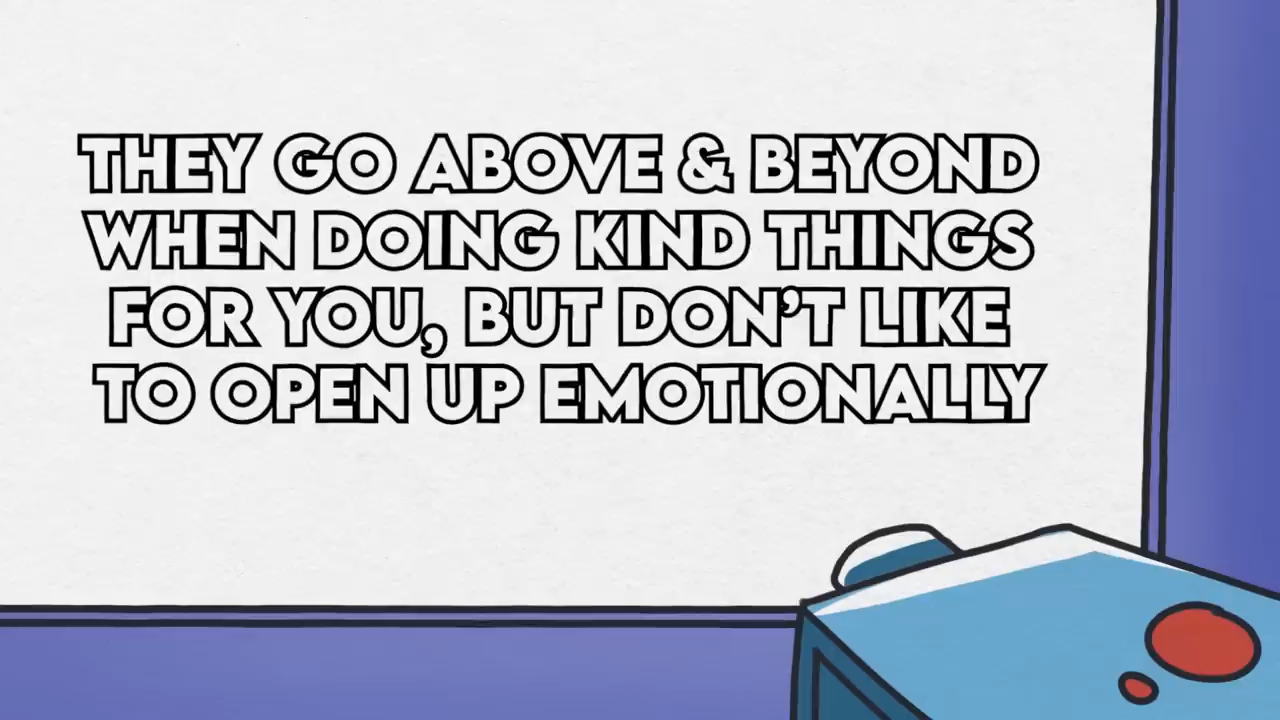 THEY GO ABOVE & BEYOND
WHEN DOING KIND THINGS
FOR YOU, BUT DON’T LIKE
TO OPEN UP EMOTIONALLY